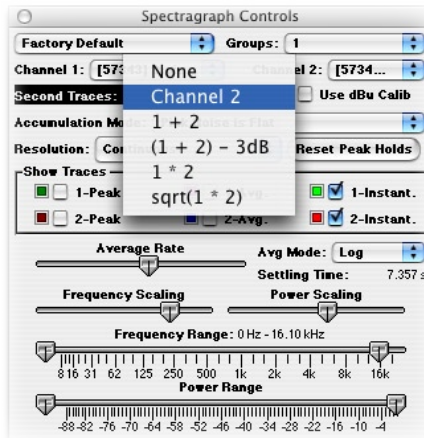 Spectragraph Controls
Factory Default Groups: 1
Channel 1: [57343] Channel 2: [5734...
Second Traces: Use dBu Calib
None
Channel 2
1 + 2
(1 + 2) - 3dB
1 * 2
sqrt(1 * 2)
Accumulation Mode: Noise is Flat
Resolution: Reset Peak Holds
Show Traces
1-Peak 1-Instant.
2-Peak 2-Avg. 2-Instant.
Average Rate Avg Mode: Log
Settling Time: 7.357 s
Frequency Scaling Power Scaling
Frequency Range: 0 Hz - 16.10 kHz
8 16 31 62 125 250 500 1k 2k 4k 8k 16k
Power Range
-88 -82 -76 -70 -64 -58 -52 -46 -40 -34 -28 -22 -16 -10 -4